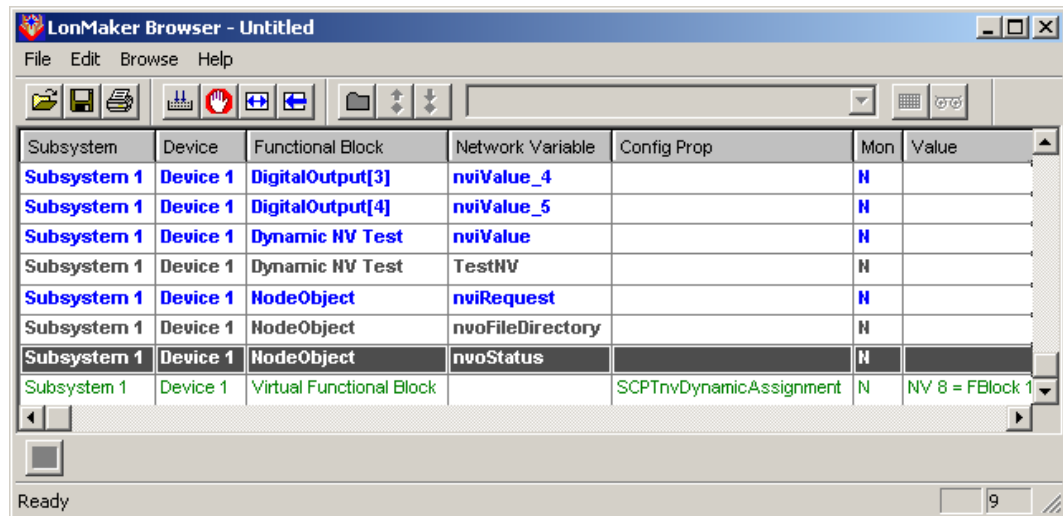 LonMaker Browser - Untitled
File Edit Browse Help
Subsystem Device Functional Block Network Variable Config Prop Mon Value
Subsystem 1 Device 1 DigitalOutput[3] nviValue_4 N
Subsystem 1 Device 1 DigitalOutput[4] nviValue_5 N
Subsystem 1 Device 1 Dynamic NV Test nviValue N
Subsystem 1 Device 1 Dynamic NV Test TestNV N
Subsystem 1 Device 1 NodeObject nviRequest N
Subsystem 1 Device 1 NodeObject nvoFileDirectory N
Subsystem 1 Device 1 NodeObject nvoStatus N
Subsystem 1 Device 1 Virtual Functional Block SCPTnvDynamicAssignment N NV 8 = FBlock 1
Ready 9